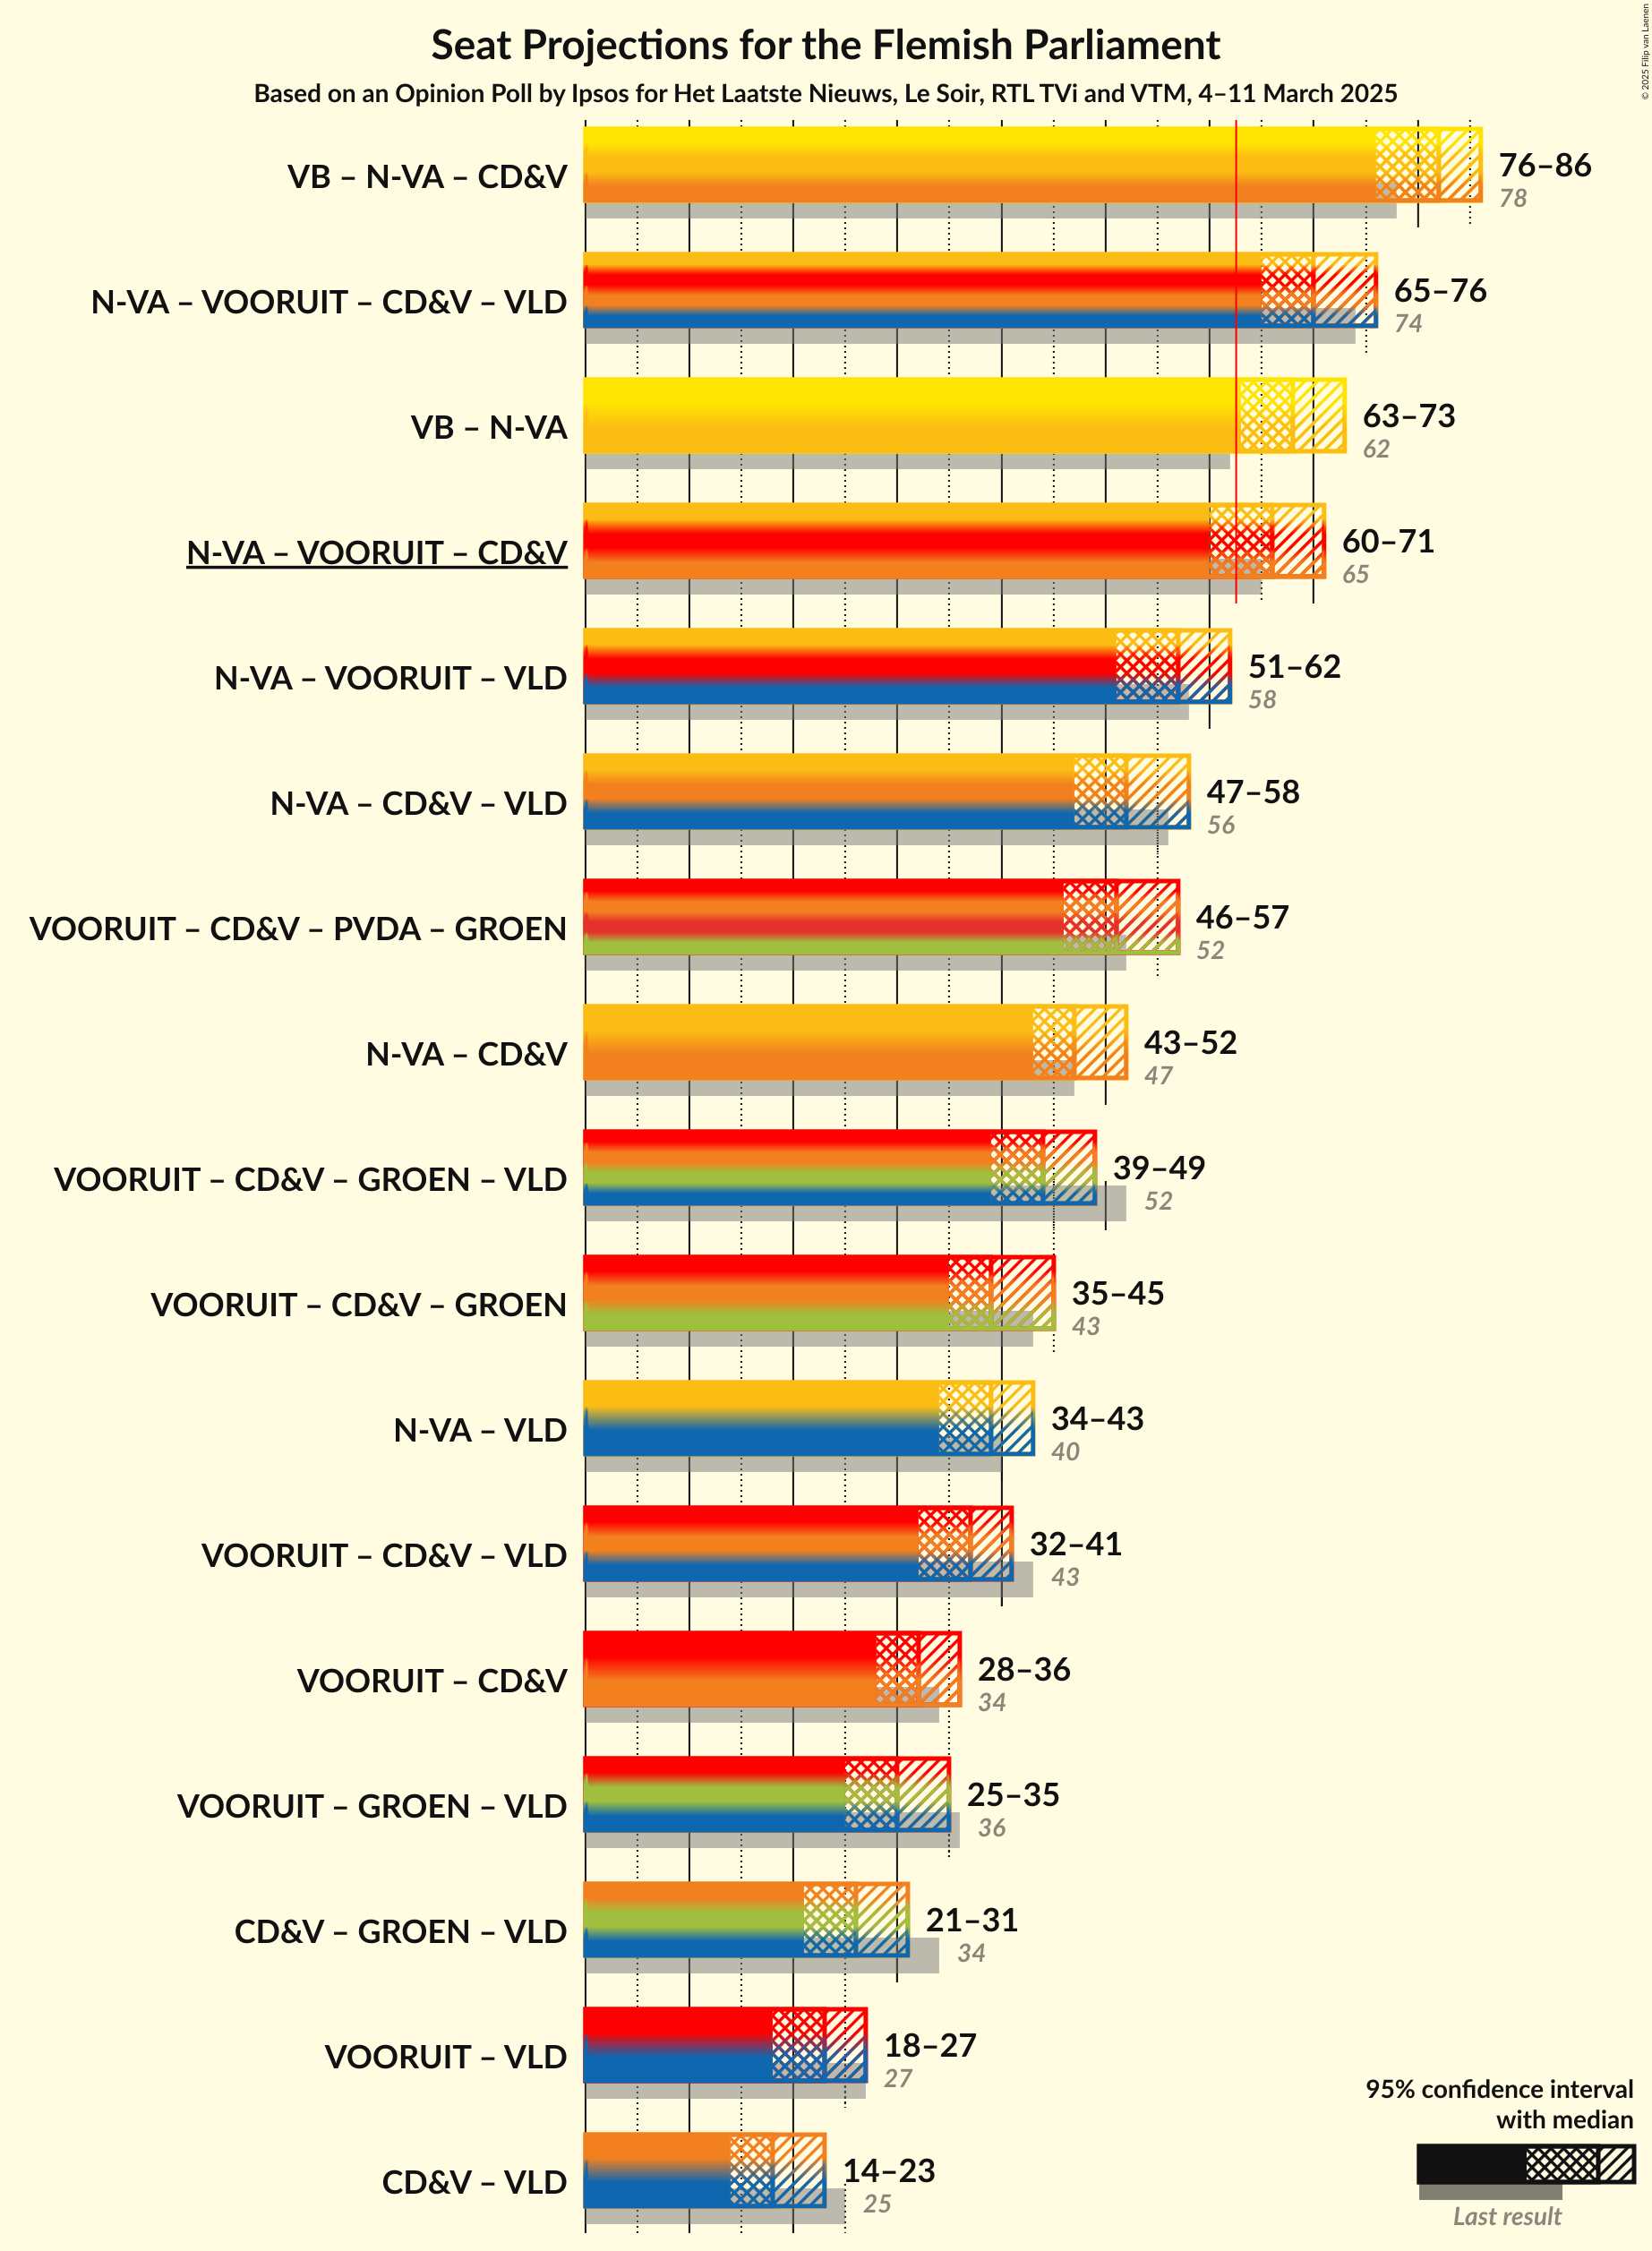 Seat Projections for the Flemish Parliament
Based on an Opinion Poll by Ipsos for Het Laatste Nieuws, Le Soir, RTL TVi and VTM, 4–11 March 2025
© 2025 Filip van Laenen
VB – N-VA – CD&V
76–86
78
N-VA – VOORUIT – CD&V – VLD
65–76
74
VB – N-VA
63–73
62
N-VA – VOORUIT – CD&V
60–71
65
N-VA – VOORUIT – VLD
51–62
58
N-VA – CD&V – VLD
47–58
56
VOORUIT – CD&V – PVDA – GROEN
46–57
52
N-VA – CD&V
43–52
47
VOORUIT – CD&V – GROEN – VLD
39–49
52
VOORUIT – CD&V – GROEN
35–45
43
N-VA – VLD
34–43
40
VOORUIT – CD&V – VLD
32–41
43
VOORUIT – CD&V
28–36
34
VOORUIT – GROEN – VLD
25–35
36
CD&V – GROEN – VLD
21–31
34
VOORUIT – VLD
18–27
27
CD&V – VLD
14–23
25
95% confidence interval
with median
Last result